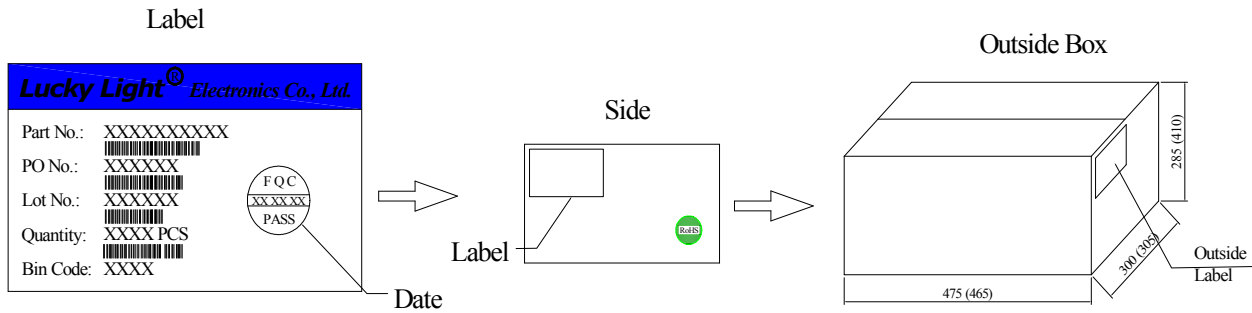 Label
Lucky Light® Electronics Co., Ltd.
Part No.: XXXXXXXXXX
PO No.: XXXXXX
Lot No.: XXXXXX
Quantity: XXXX PCS
Bin Code: XXXX
FQC
XX XX XX
PASS
Date
Side
Label
RoHS
Outside Box
285 (410)
300 (305)
475 (465)
Outside
Label